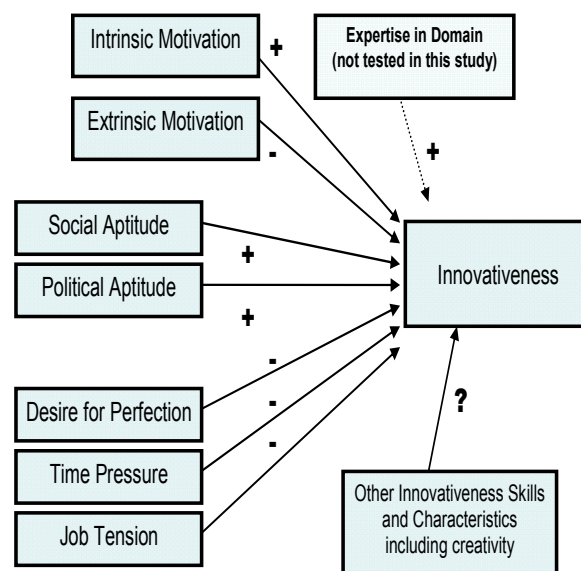 Intrinsic Motivation
+
Expertise in Domain
(not tested in this study)
Extrinsic Motivation
-
+
Social Aptitude
+
Political Aptitude
+
Innovativeness
-
Desire for Perfection
-
-
Time Pressure
Job Tension
?
Other Innovativeness Skills
and Characteristics
including creativity